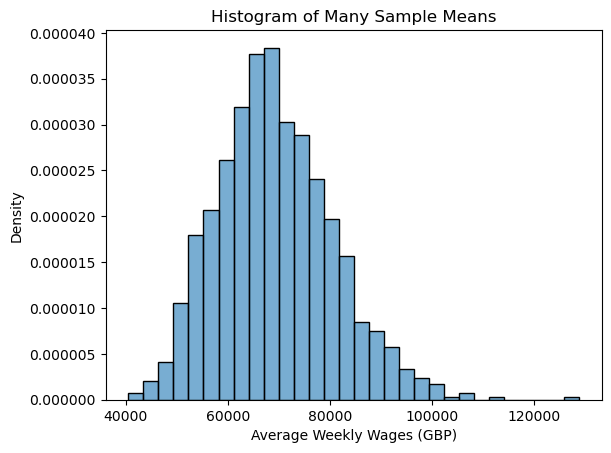 Histogram of Many Sample Means
0.000040
0.000035
0.000030
0.000025
0.000020
0.000015
0.000010
0.000005
0.000000
Density
40000 60000 80000 100000 120000
Average Weekly Wages (GBP)